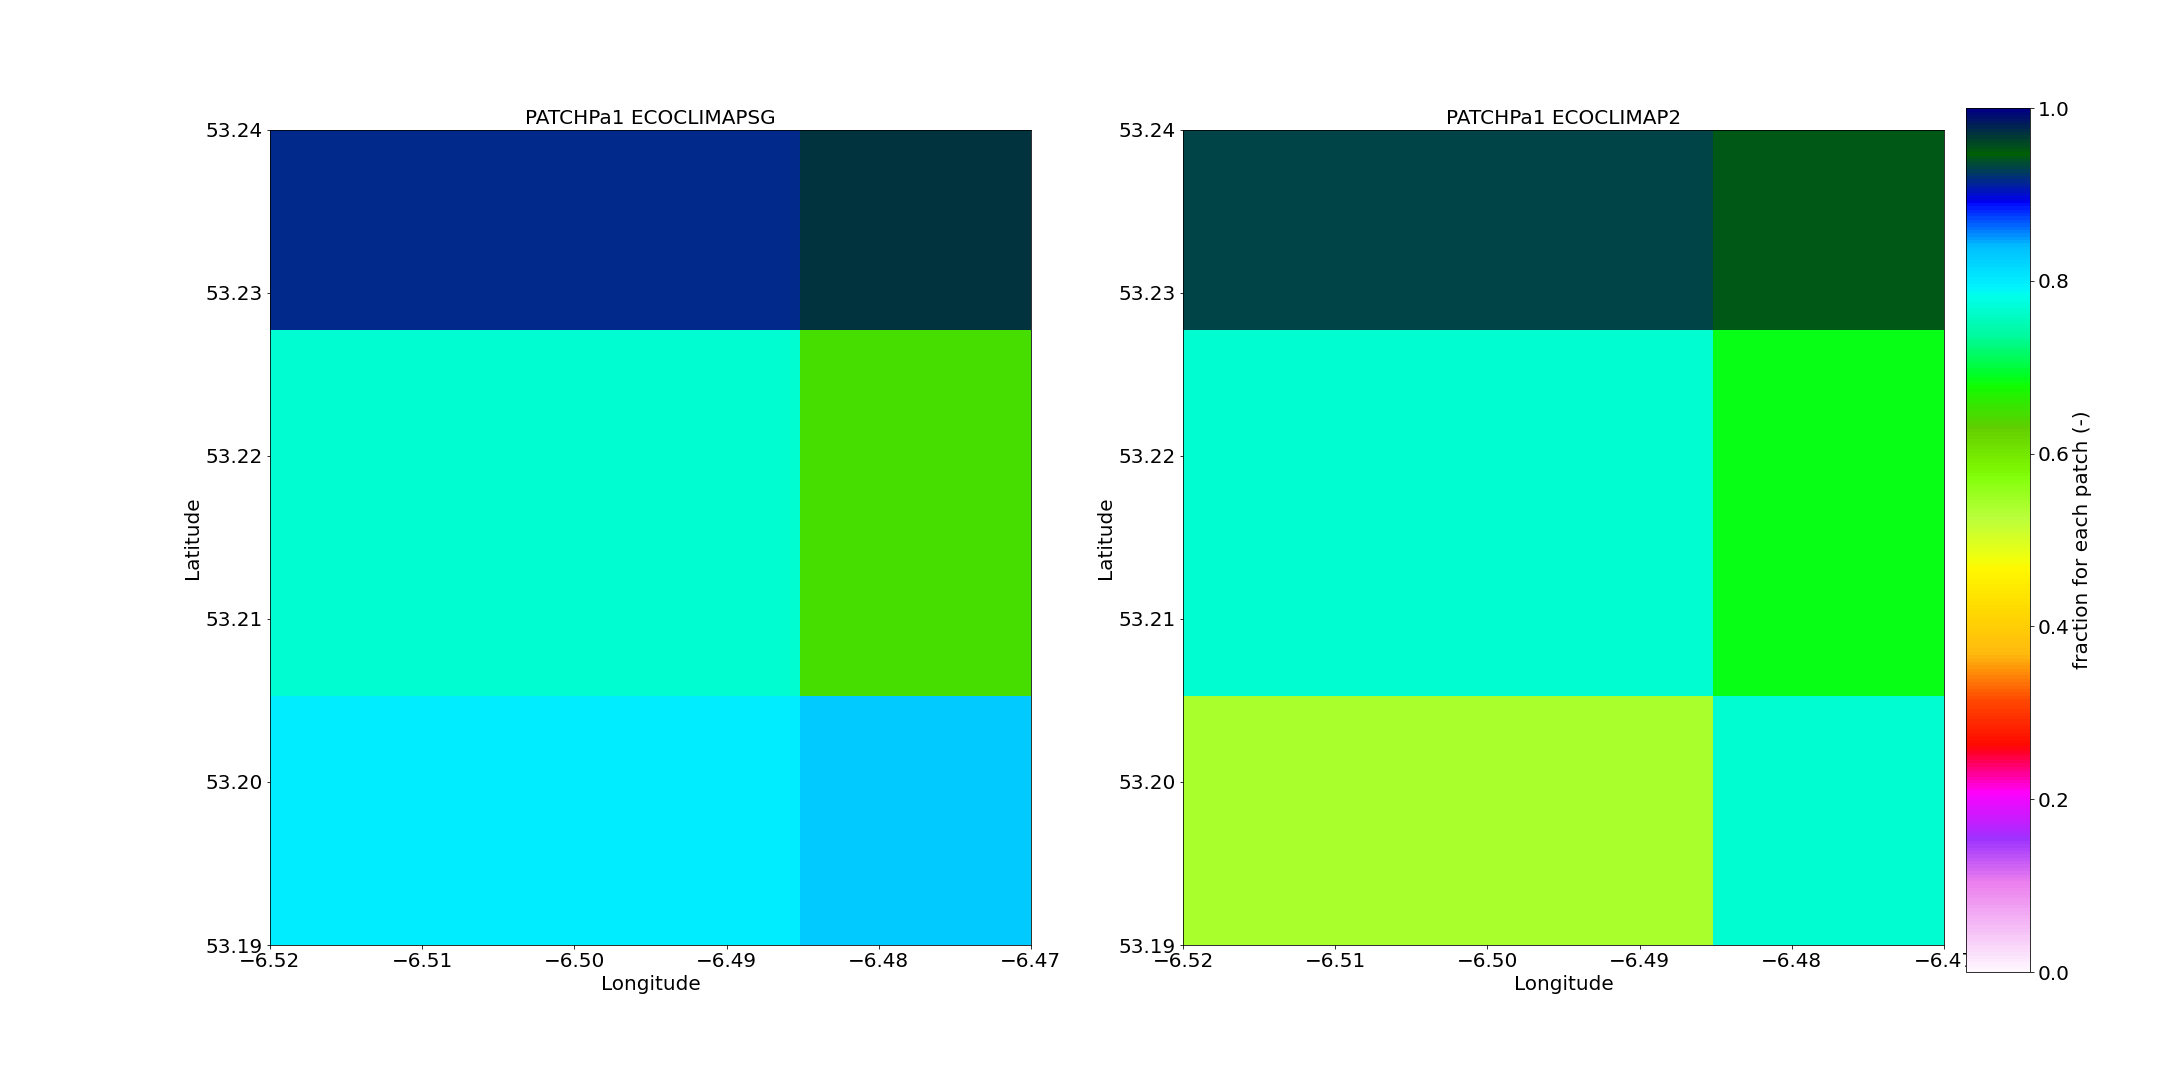 PATCHPa1 ECOCLIMAPSG
53.24
53.23
53.22
53.21
53.20
53.19
Latitude
−6.52 −6.51 −6.50 −6.49 −6.48 −6.47
Longitude
PATCHPa1 ECOCLIMAP2
53.24
53.23
53.22
53.21
53.20
53.19
Latitude
−6.52 −6.51 −6.50 −6.49 −6.48
Longitude
1.0
0.8
0.6
0.4
0.2
0.0
fraction for each patch (-)